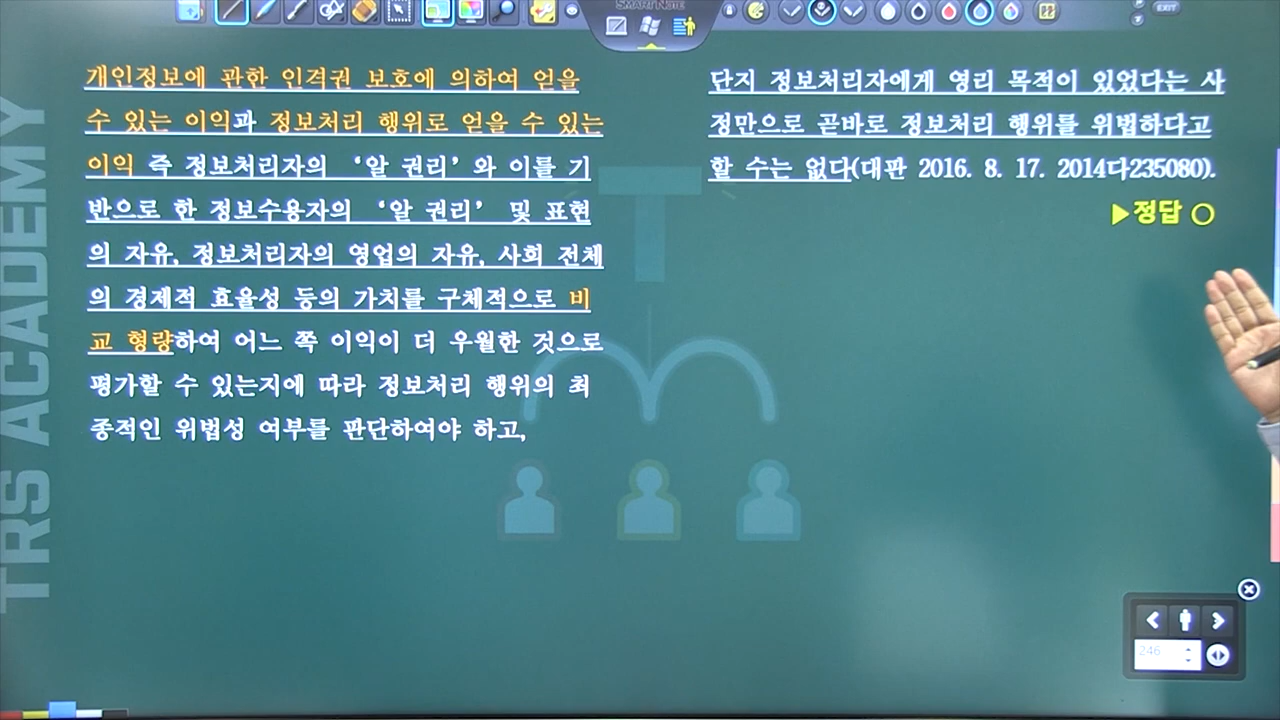 SMART NOTE
EXIT
개인정보에 관한 인격권 보호에 의하여 얻을
수 있는 이익과 정보처리 행위로 얻을 수 있는
이익 즉 정보처리자의 ‘알 권리’와 이를 기
반으로 한 정보수용자의 ‘알 권리’ 및 표현
의 자유, 정보처리자의 영업의 자유, 사회 전체
의 경제적 효율성 등의 가치를 구체적으로 비
교 형량하여 어느 쪽 이익이 더 우월한 것으로
평가할 수 있는지에 따라 정보처리 행위의 최
종적인 위법성 여부를 판단하여야 하고,
단지 정보처리자에게 영리 목적이 있었다는 사
정만으로 곧바로 정보처리 행위를 위법하다고
할 수는 없다(대판 2016. 8. 17. 2014다235080).
▶정답 ○
TRS ACADEMY
246